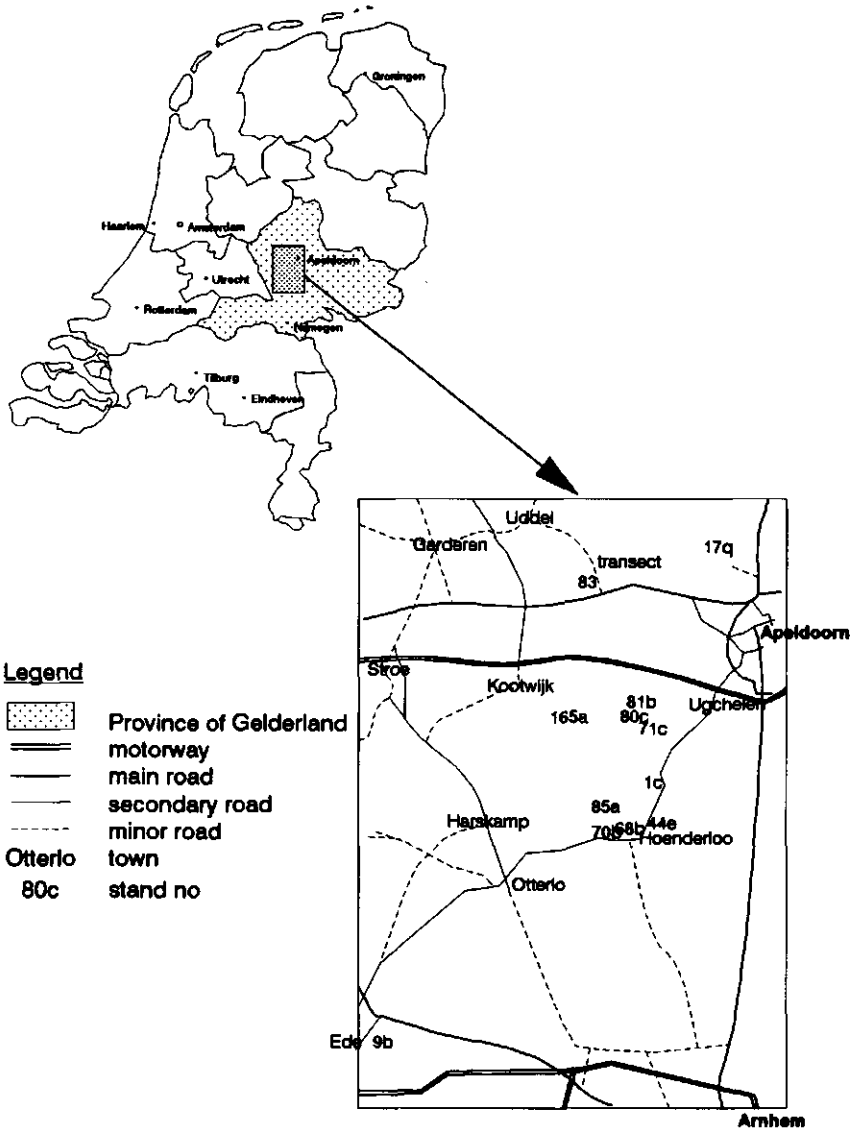 Groningen
Haarlem
Amsterdam
Apeldoorn
Utrecht
Rotterdam
Nijmegen
Tilburg
Eindhoven
Uddel
Garderen
transect
17q
83
Apeldoorn
Stroe
Kootwijk
81b
Ugchelen
165a
80c
71c
1c
85a
Harskamp
70b
68b
44e
Hoenderloo
Otterlo
Ede 9b
Arnhem
Legend
Province of Gelderland
motorway
main road
secondary road
minor road
Otterlo town
80c stand no